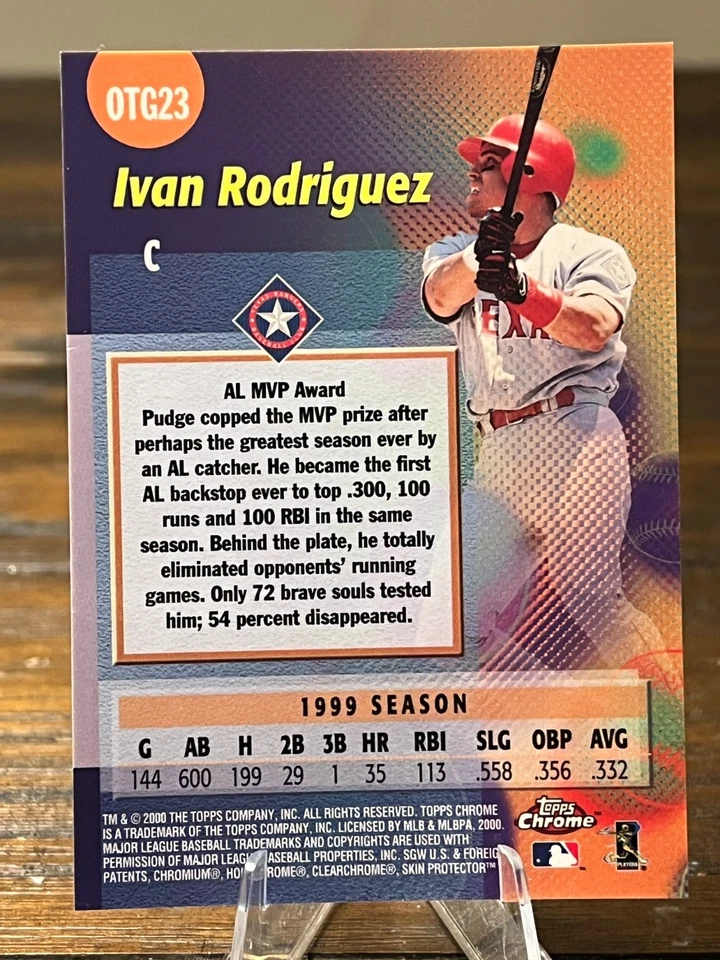 OTG23
Ivan Rodriguez
C
AL MVP Award
Pudge copped the MVP prize after
perhaps the greatest season ever by
an AL catcher. He became the first
AL backstop ever to top .300, 100
runs and 100 RBI in the same
season. Behind the plate, he totally
eliminated opponents' running
games. Only 72 brave souls tested
him; 54 percent disappeared.
1999 SEASON
G AB H 2B 3B HR RBI SLG OBP AVG
144 600 199 29 1 35 113 .558 .356 .332
TM & © 2000 THE TOPPS COMPANY, INC. ALL RIGHTS RESERVED. TOPPS CHROME
IS A TRADEMARK OF THE TOPPS COMPANY, INC. LICENSED BY MLB & MLBPA, 2000.
MAJOR LEAGUE BASEBALL TRADEMARKS AND COPYRIGHTS ARE USED WITH
PERMISSION OF MAJOR LEAGUE BASEBALL PROPERTIES, INC. SGW U.S. & FOREIG
PATENTS, CHROMIUM®, HOLOCHROME®, CLEARCHROME®, SKIN PROTECTOR™
topps
Chrome
PLAYERS